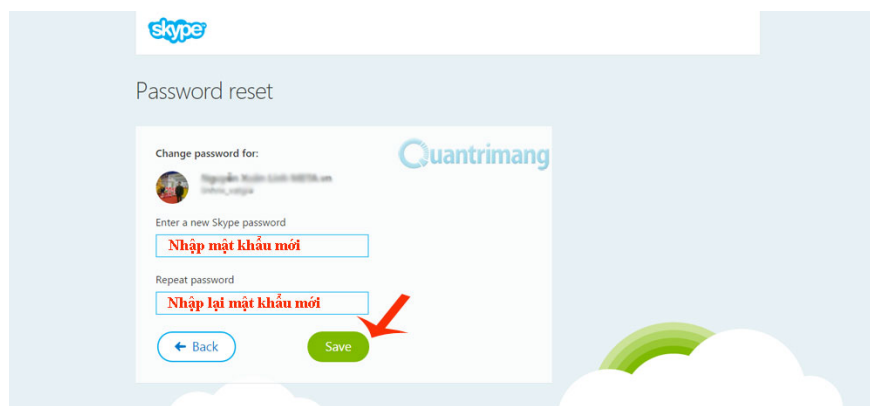 skype
Password reset
Quantrimang
Change password for:
Enter a new Skype password
Nhập mật khẩu mới
Repeat password
Nhập lại mật khẩu mới
Back
Save